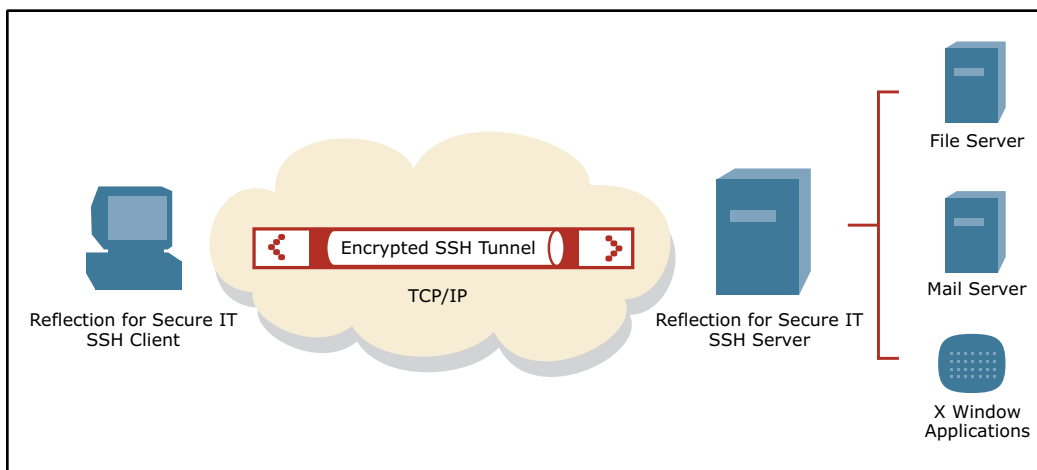 File Server
Encrypted SSH Tunnel
Mail Server
TCP/IP
Reflection for Secure IT
SSH Client
Reflection for Secure IT
SSH Server
X Window
Applications